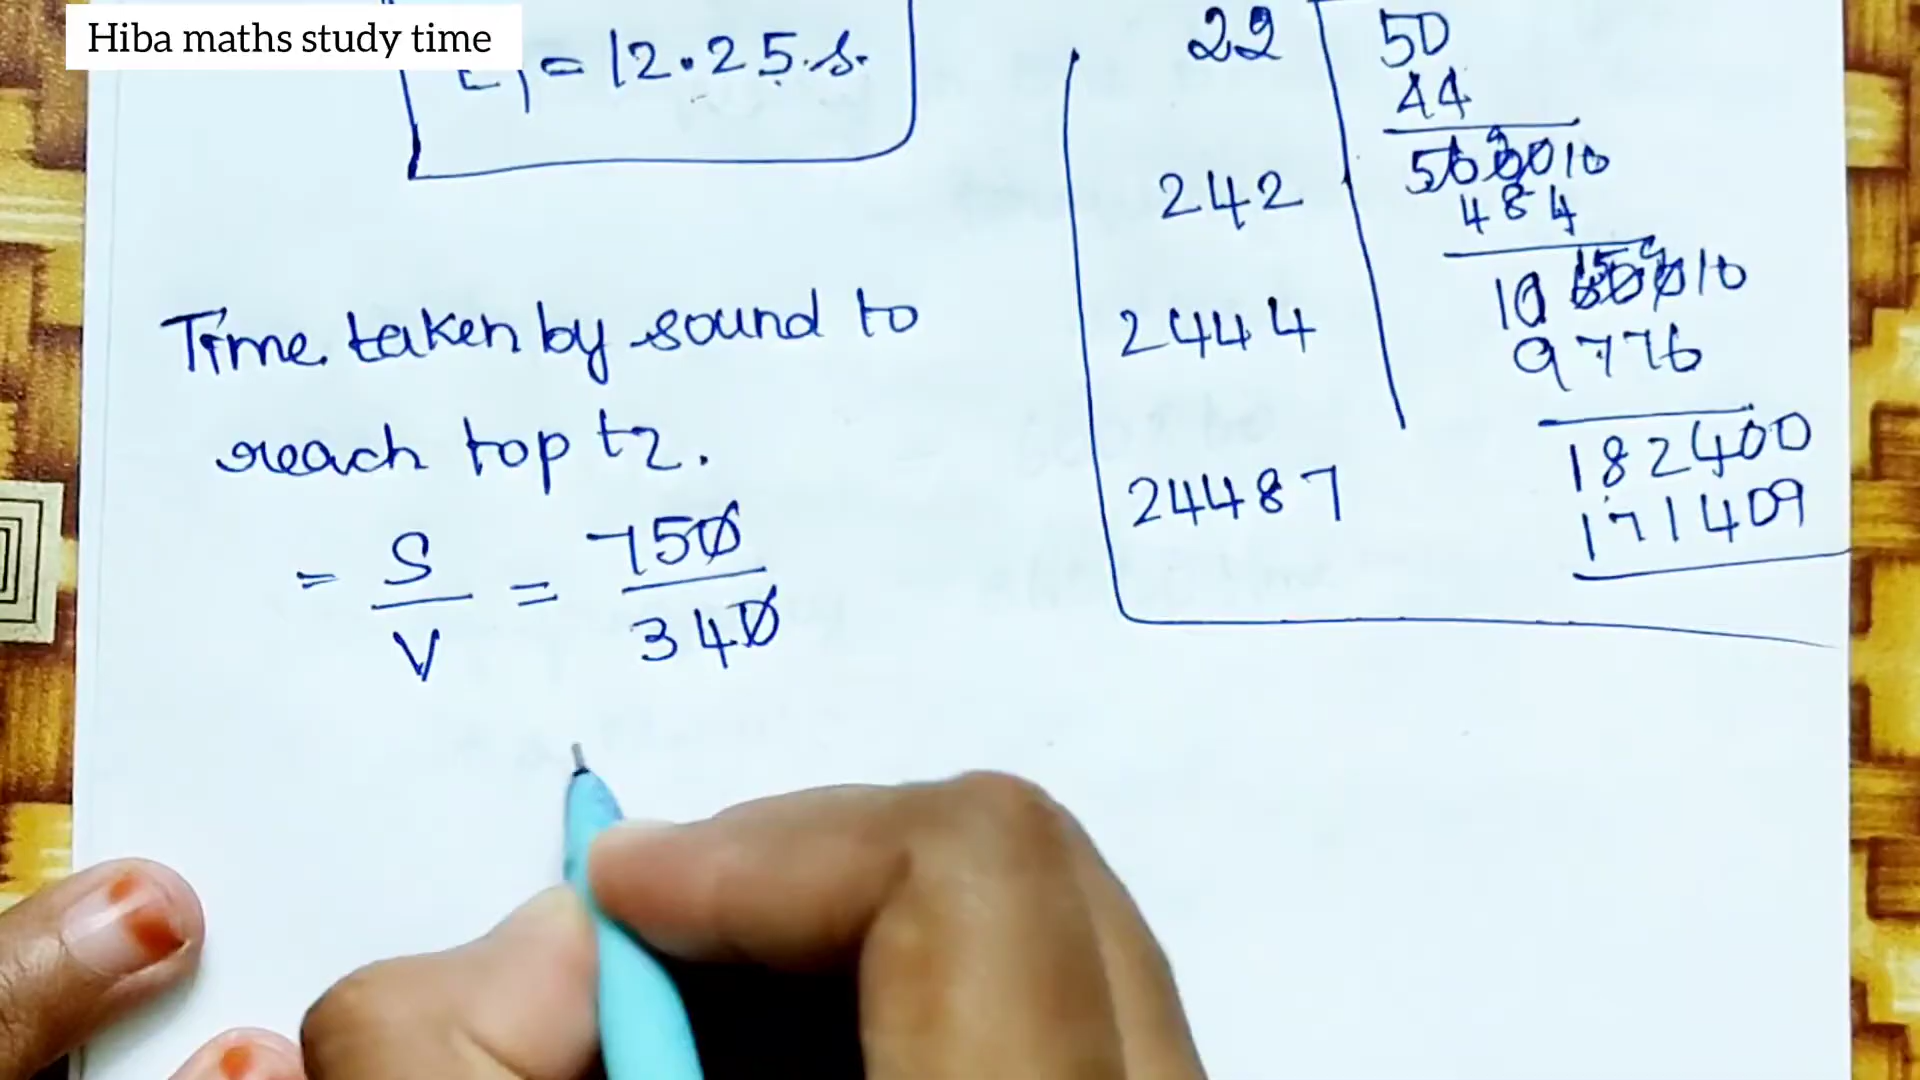 Hiba maths study time
t1 = 12.25.s.
Time taken by sound to
reach top t2.
= S/V = 750/340
22 50
44
242
484
2444
9776
182400
24487
171409